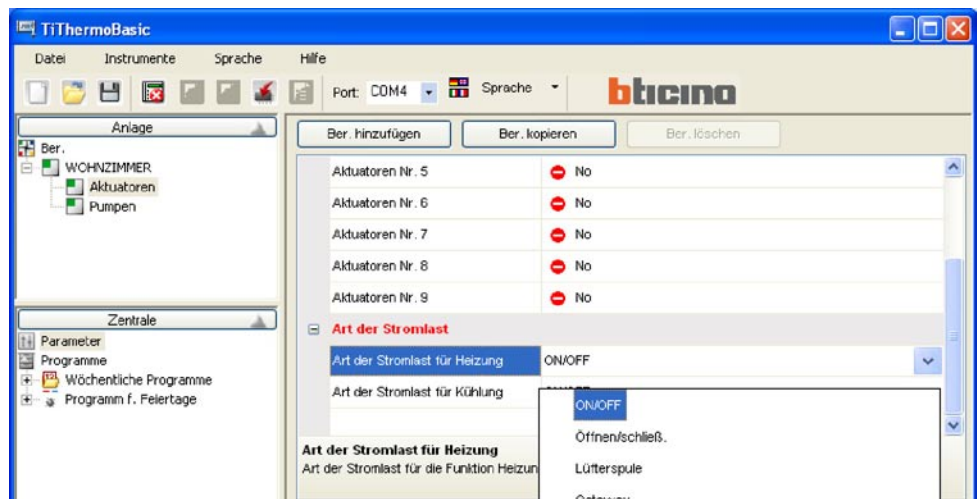 TiThermoBasic
Datei Instrumente Sprache Hilfe
Port: COM4 Sprache
bticino
Anlage
Ber.
WOHNZIMMER
Aktuatoren
Pumpen
Zentrale
Parameter
Programme
Wöchentliche Programme
Programm f. Feiertage
Ber. hinzufügen Ber. kopieren Ber. löschen
Aktuatoren Nr. 5 No
Aktuatoren Nr. 6 No
Aktuatoren Nr. 7 No
Aktuatoren Nr. 8 No
Aktuatoren Nr. 9 No
Art der Stromlast
Art der Stromlast für Heizung ON/OFF
Art der Stromlast für Kühlung
ON/OFF
Öffnen/schließ.
Lüfterspule
Art der Stromlast für Heizung
Art der Stromlast für die Funktion Heizun